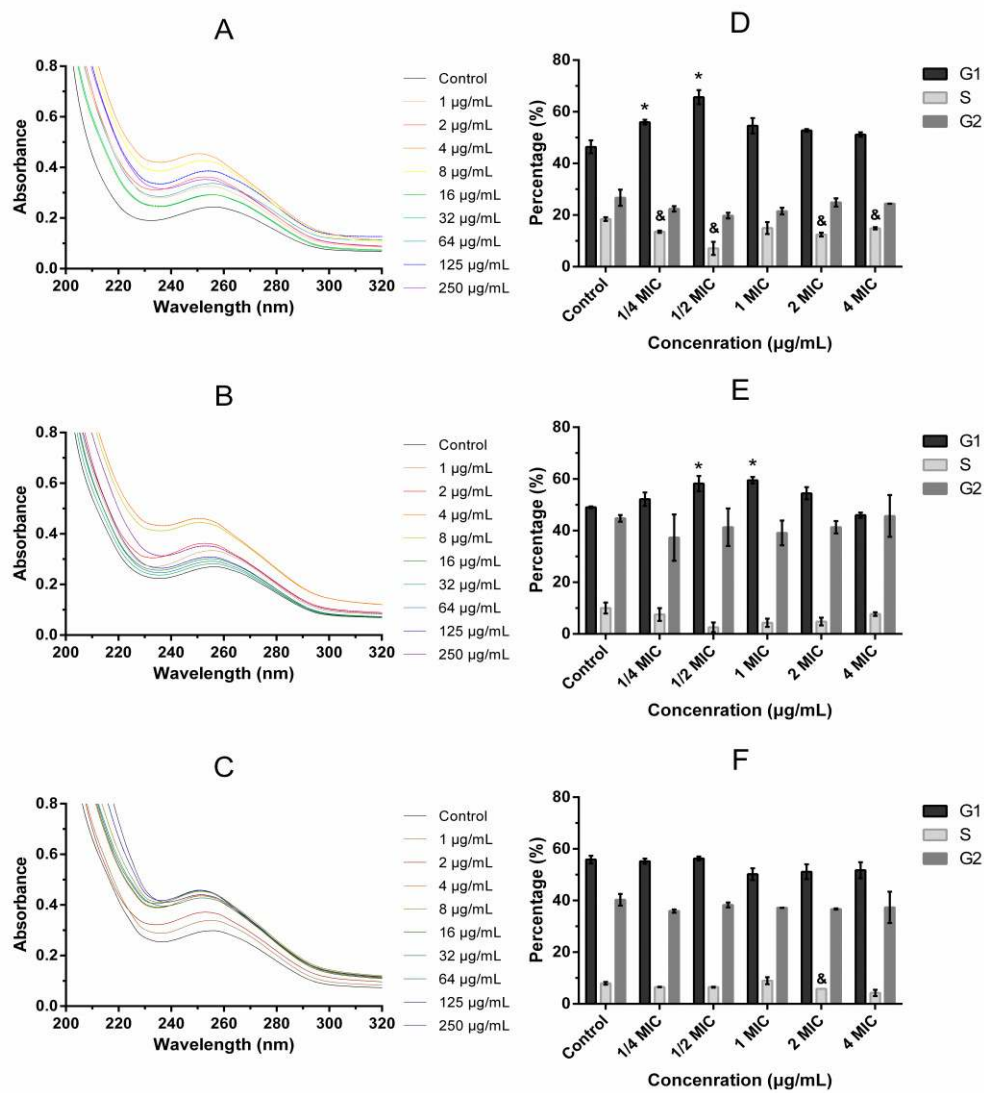 A
Absorbance
0.8
0.6
0.4
0.2
0.0
200 220 240 260 280 300 320
Wavelength (nm)
Control
1 µg/mL
2 µg/mL
4 µg/mL
8 µg/mL
16 µg/mL
32 µg/mL
64 µg/mL
125 µg/mL
250 µg/mL
D
Percentage (%)
80
60
40
20
0
* *
& & & &
Control 1/4 MIC 1/2 MIC 1 MIC 2 MIC 4 MIC
Concenration (µg/mL)
G1
S
G2
B
Absorbance
0.8
0.6
0.4
0.2
0.0
200 220 240 260 280 300 320
Wavelength (nm)
Control
1 µg/mL
2 µg/mL
4 µg/mL
8 µg/mL
16 µg/mL
32 µg/mL
64 µg/mL
125 µg/mL
250 µg/mL
E
Percentage (%)
80
60
40
20
0
* *
Control 1/4 MIC 1/2 MIC 1 MIC 2 MIC 4 MIC
Concenration (µg/mL)
G1
S
G2
C
Absorbance
0.8
0.6
0.4
0.2
0.0
200 220 240 260 280 300 320
Wavelength (nm)
Control
1 µg/mL
2 µg/mL
4 µg/mL
8 µg/mL
16 µg/mL
32 µg/mL
64 µg/mL
125 µg/mL
250 µg/mL
F
Percentage (%)
80
60
40
20
0
&
Control 1/4 MIC 1/2 MIC 1 MIC 2 MIC 4 MIC
Concenration (µg/mL)
G1
S
G2